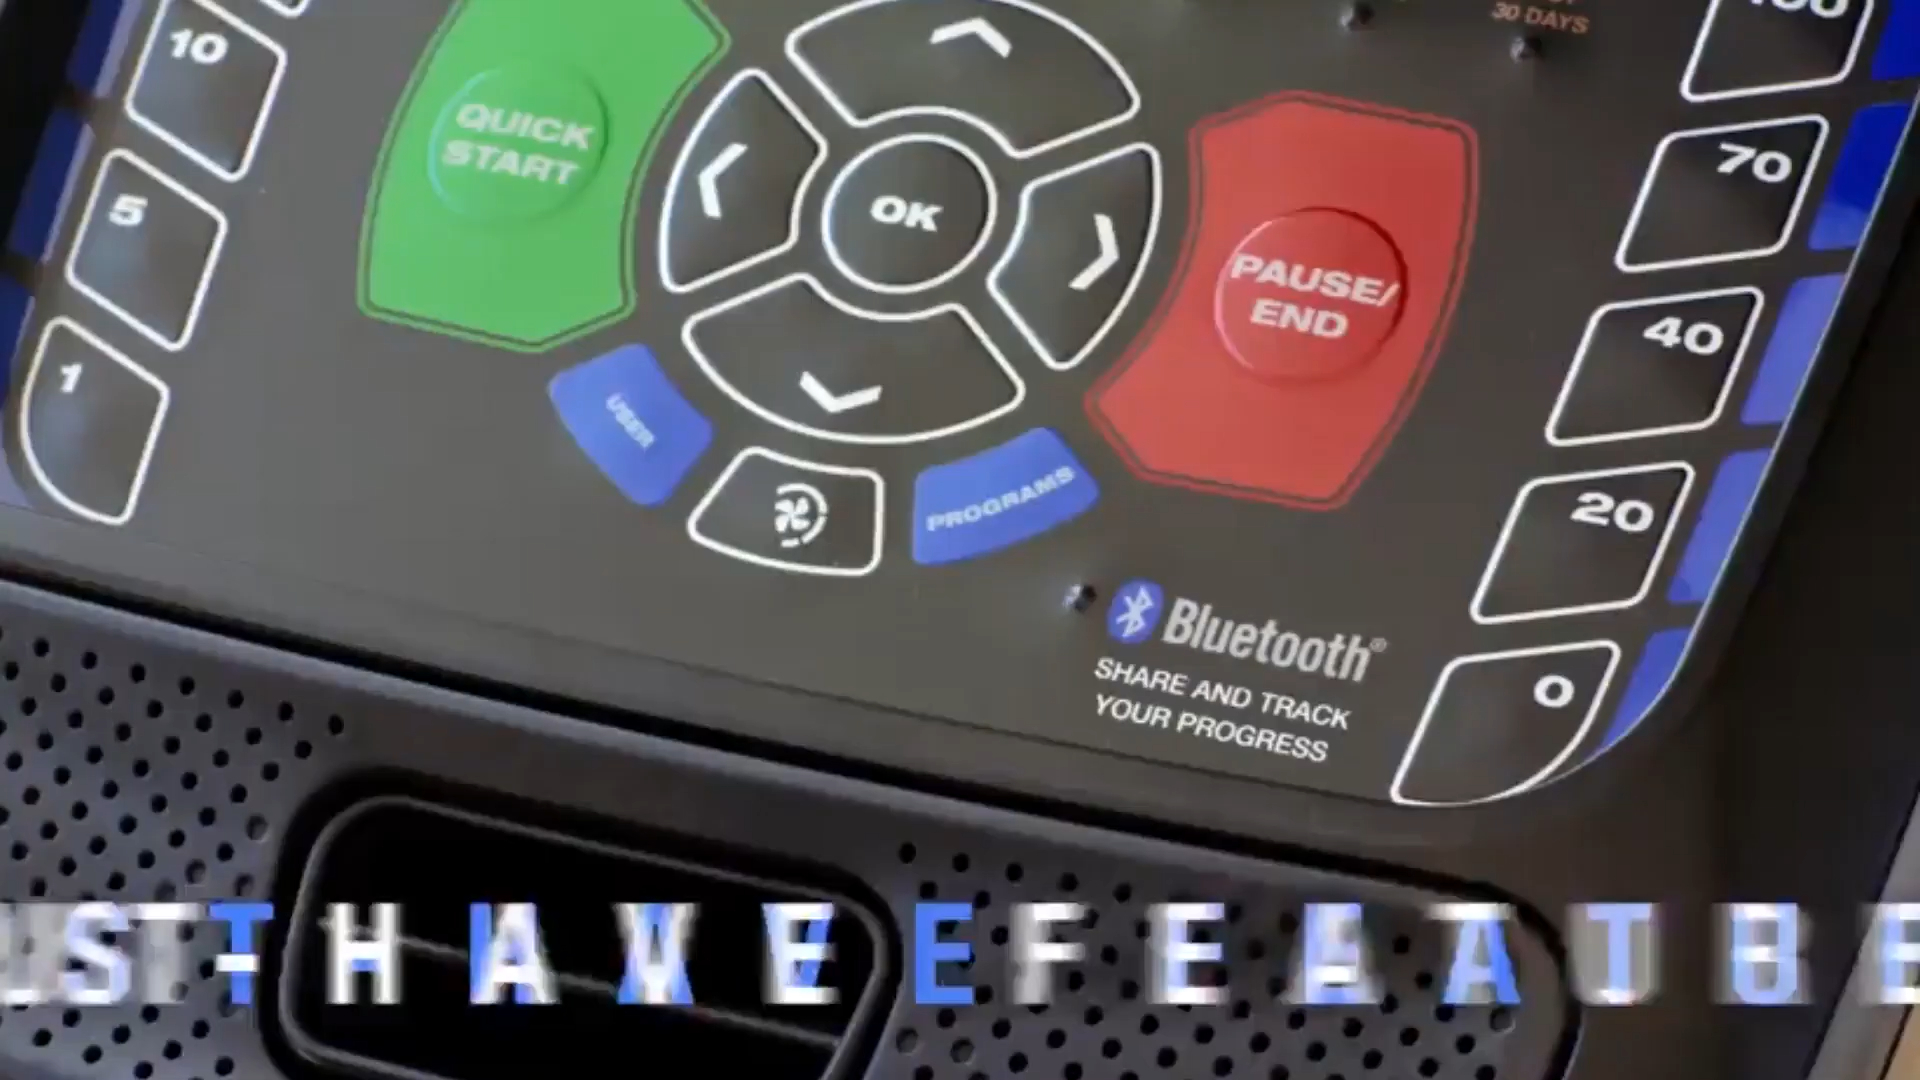 10
QUICK
START
5
1
OK
PAUSE/
END
USER
PROGRAMS
30 DAYS
70
40
20
0
Bluetooth®
SHARE AND TRACK
YOUR PROGRESS